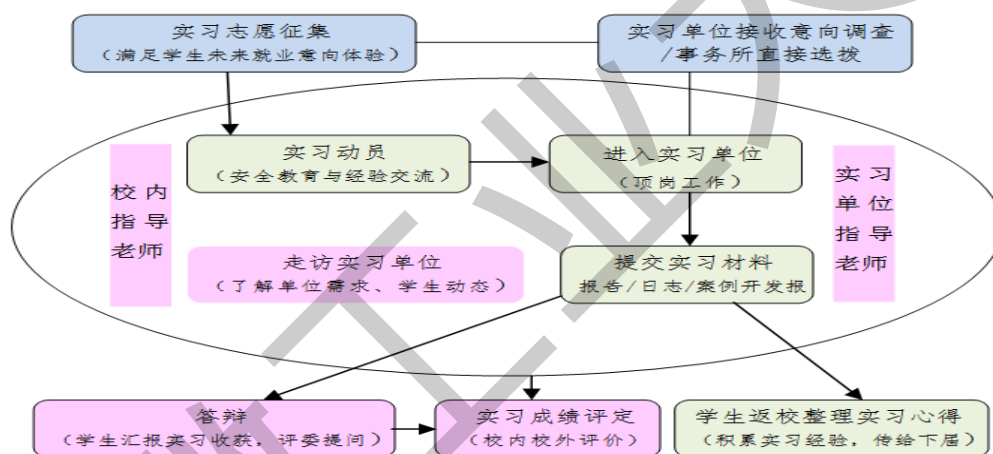 实习志愿征集
（满足学生未来就业意向体验）
实习单位接收意向调查
/事务所直接选拨
实习动员
（安全教育与经验交流）
进入实习单位
（顶岗工作）
校内
指导
老师
实习
单位
指导
老师
走访实习单位
（了解单位需求、学生动态）
提交实习材料
报告/日志/案例开发报
答辩
（学生汇报实习收获，评委提问）
实习成绩评定
（校内校外评价）
学生返校整理实习心得
（积累实习经验，传给下届）